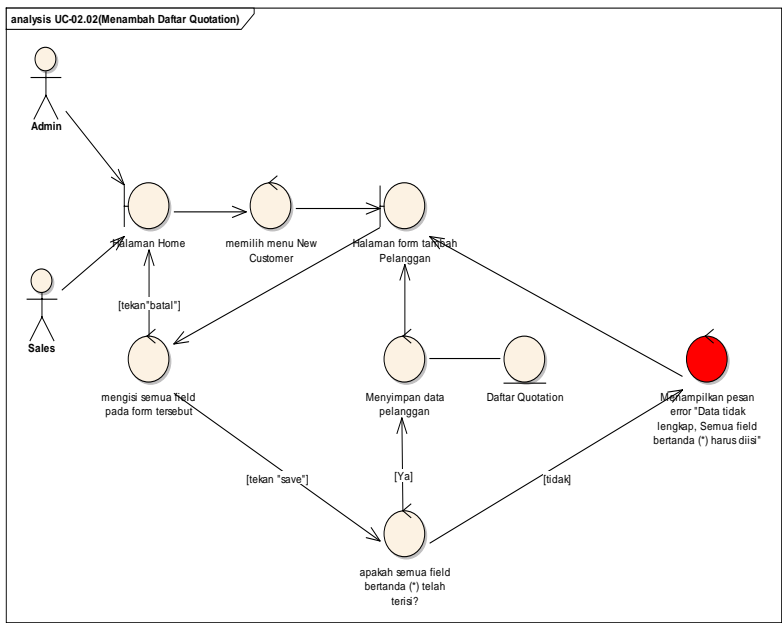 analysis UC-02.02(Menambah Daftar Quotation)
Admin
Halaman Home
memilih menu New
Customer
Halaman form tambah
Pelanggan
[tekan"batal"]
Sales
mengisi semua field
pada form tersebut
Menyimpan data
pelanggan
Daftar Quotation
Menampilkan pesan
error "Data tidak
lengkap, Semua field
bertanda (*) harus diisi"
[tekan "save"]
[Ya]
[tidak]
apakah semua field
bertanda (*) telah
terisi?